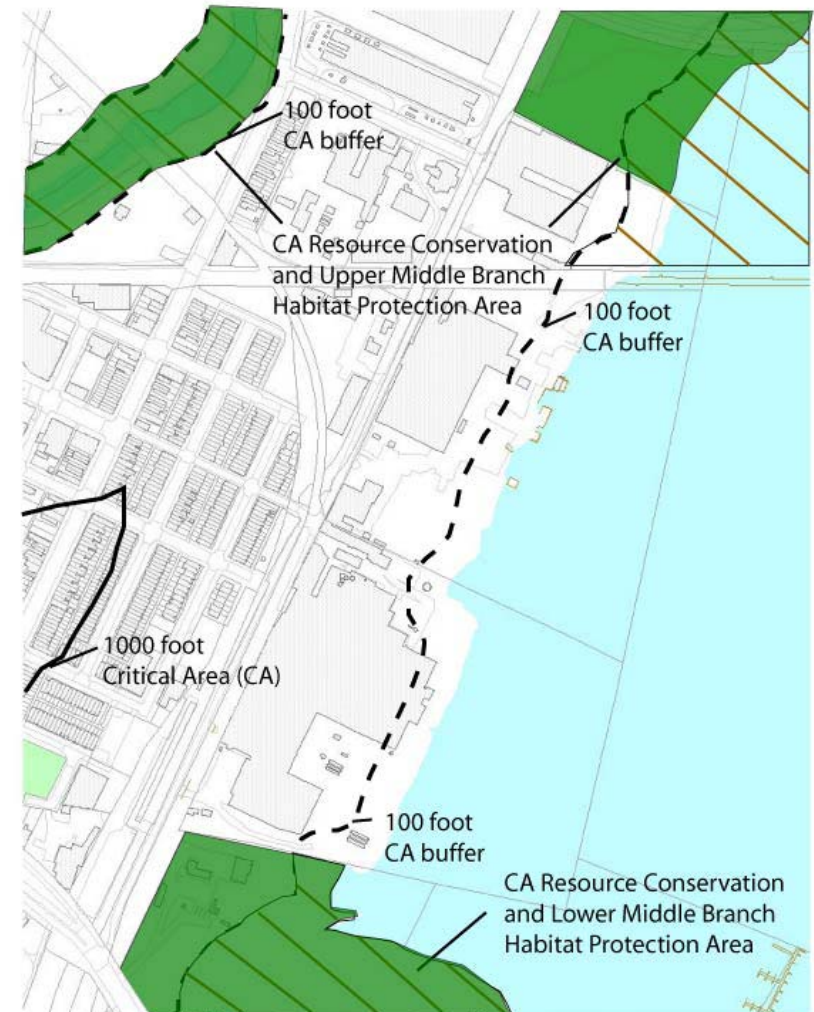 100 foot
CA buffer
CA Resource Conservation
and Upper Middle Branch
Habitat Protection Area
100 foot
CA buffer
1000 foot
Critical Area (CA)
100 foot
CA buffer
CA Resource Conservation
and Lower Middle Branch
Habitat Protection Area